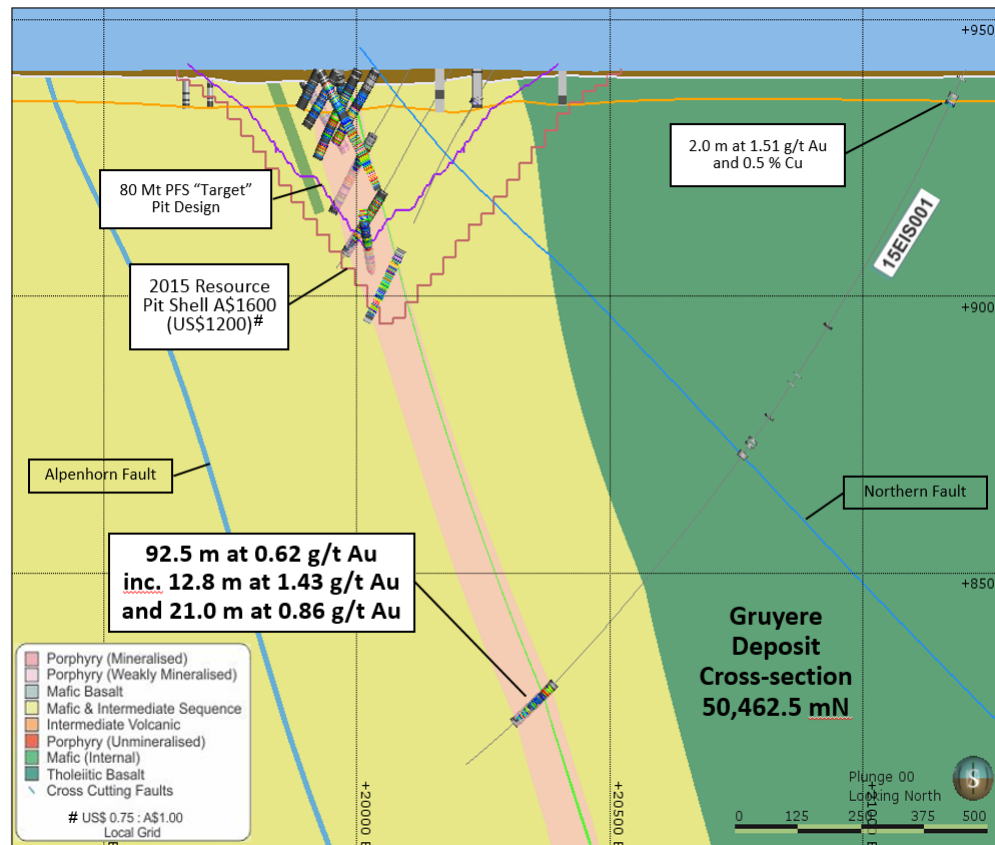 +950
2.0 m at 1.51 g/t Au
and 0.5 % Cu
80 Mt PFS “Target”
Pit Design
15EIS001
2015 Resource
Pit Shell A$1600
(US$1200)#
+900
Alpenhorn Fault
Northern Fault
92.5 m at 0.62 g/t Au
inc. 12.8 m at 1.43 g/t Au
and 21.0 m at 0.86 g/t Au
+850
Gruyere
Deposit
Cross-section
50,462.5 mN
Porphyry (Mineralised)
Porphyry (Weakly Mineralised)
Mafic Basalt
Mafic & Intermediate Sequence
Intermediate Volcanic
Porphyry (Unmineralised)
Mafic (Internal)
Tholeiitic Basalt
Cross Cutting Faults
# US$ 0.75 : A$1.00
Local Grid
+20000
+20500
+21000
Plunge 00
Looking North
S
0 125 250 375 500